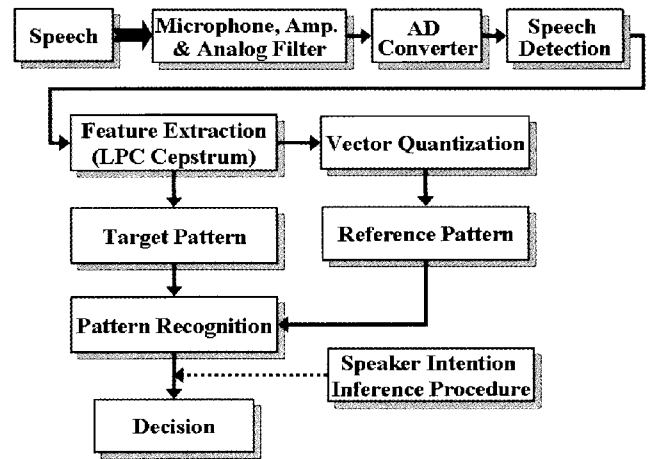 Speech
Microphone, Amp.
& Analog Filter
AD
Converter
Speech
Detection
Feature Extraction
(LPC Cepstrum)
Vector Quantization
Target Pattern
Reference Pattern
Pattern Recognition
Speaker Intention
Inference Procedure
Decision